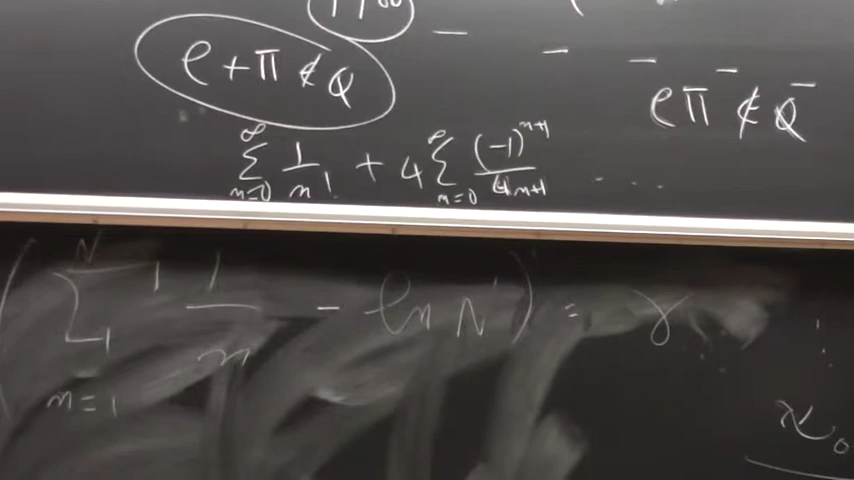 e + π ∉ Q
eπ ∉ Q
∞ ∑ n=0 1/n! + 4 ∞ ∑ n=0 (-1)^{n+1}/4n+1 ....
( N ∑ n=1 1/n - ln N ) = γ